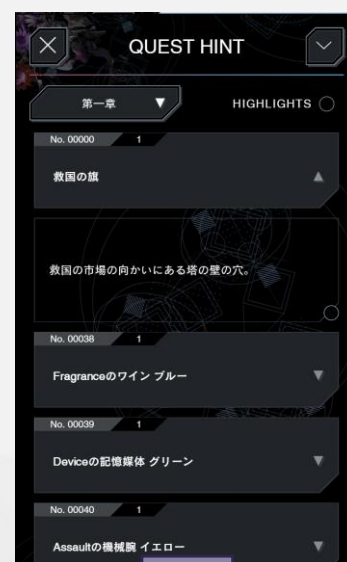 QUEST HINT
第一章 ▼
HIGHLIGHTS
No. 00000 1
救国の旗
救国の市場の向かいにある塔の壁の穴。
No. 00038 1
Fragranceのワイン ブルー
No. 00039 1
Deviceの記憶媒体 グリーン
No. 00040 1
Assaultの機械腕 イエロー